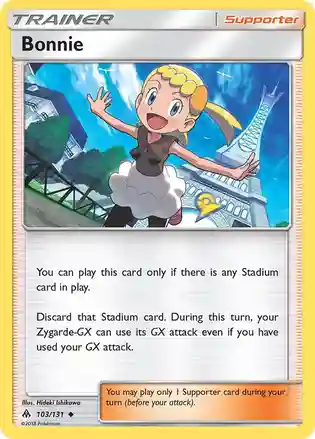 TRAINER Supporter
Bonnie
You can play this card only if there is any Stadium
card in play.
Discard that Stadium card. During this turn, your
Zygarde-GX can use its GX attack even if you have
used your GX attack.
Illus. Hideki Ishikawa
103/131
©2018 Pokémon
You may play only 1 Supporter card during your
turn (before your attack).